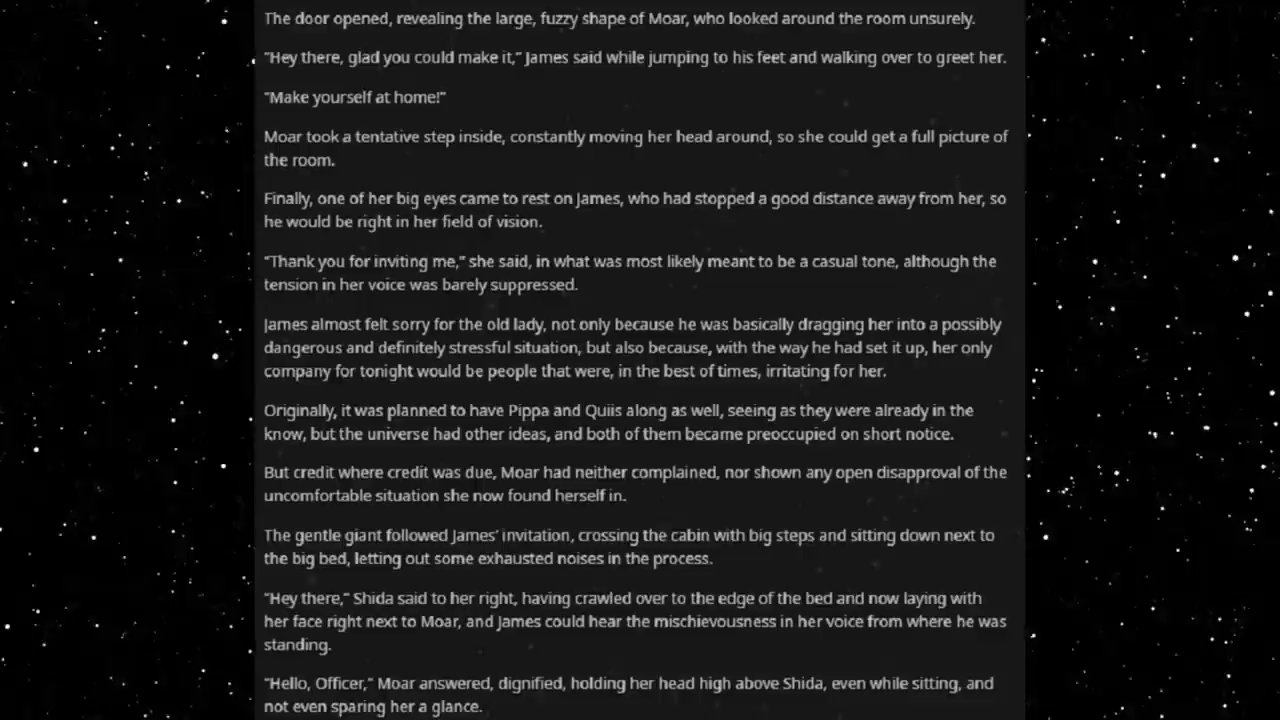 The door opened, revealing the large, fuzzy shape of Moar, who looked around the room unsurely.
“Hey there, glad you could make it,” James said while jumping to his feet and walking over to greet her.
“Make yourself at home!”
Moar took a tentative step inside, constantly moving her head around, so she could get a full picture of
the room.
Finally, one of her big eyes came to rest on James, who had stopped a good distance away from her, so
he would be right in her field of vision.
“Thank you for inviting me,” she said, in what was most likely meant to be a casual tone, although the
tension in her voice was barely suppressed.
James almost felt sorry for the old lady, not only because he was basically dragging her into a possibly
dangerous and definitely stressful situation, but also because, with the way he had set it up, her only
company for tonight would be people that were, in the best of times, irritating for her.
Originally, it was planned to have Pippa and Quiis along as well, seeing as they were already in the
know, but the universe had other ideas, and both of them became preoccupied on short notice.
But credit where credit was due, Moar had neither complained, nor shown any open disapproval of the
uncomfortable situation she now found herself in.
The gentle giant followed James’ invitation, crossing the cabin with big steps and sitting down next to
the big bed, letting out some exhausted noises in the process.
“Hey there,” Shida said to her right, having crawled over to the edge of the bed and now laying with
her face right next to Moar, and James could hear the mischievousness in her voice from where he was
standing.
“Hello, Officer,” Moar answered, dignified, holding her head high above Shida, even while sitting, and
not even sparing her a glance.